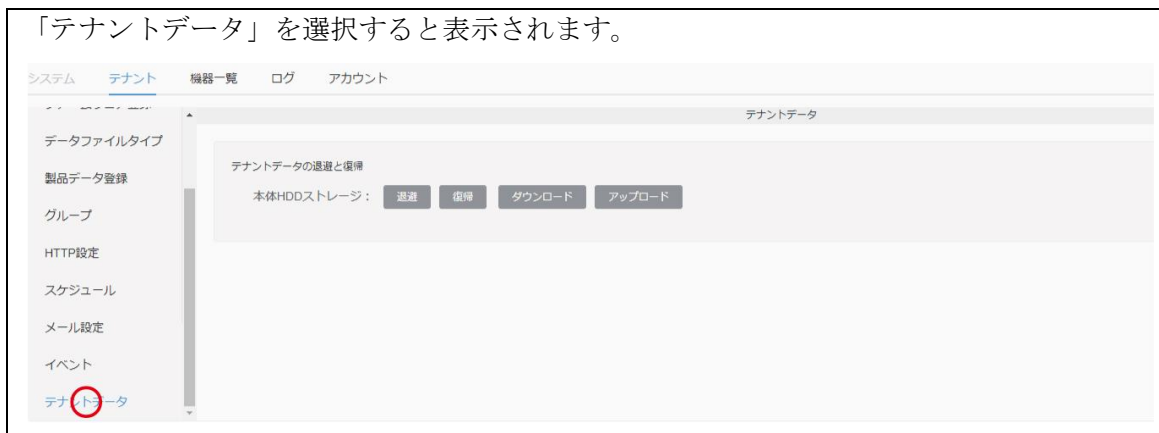 「テナントデータ」を選択すると表示されます。
システム テナント 機器一覧 ログ アカウント
テナントデータ
データファイルタイプ
製品データ登録
グループ
HTTP設定
スケジュール
メール設定
イベント
テナントデータ
テナントデータの退避と復帰
本体HDDストレージ： 退避 復帰 ダウンロード アップロード